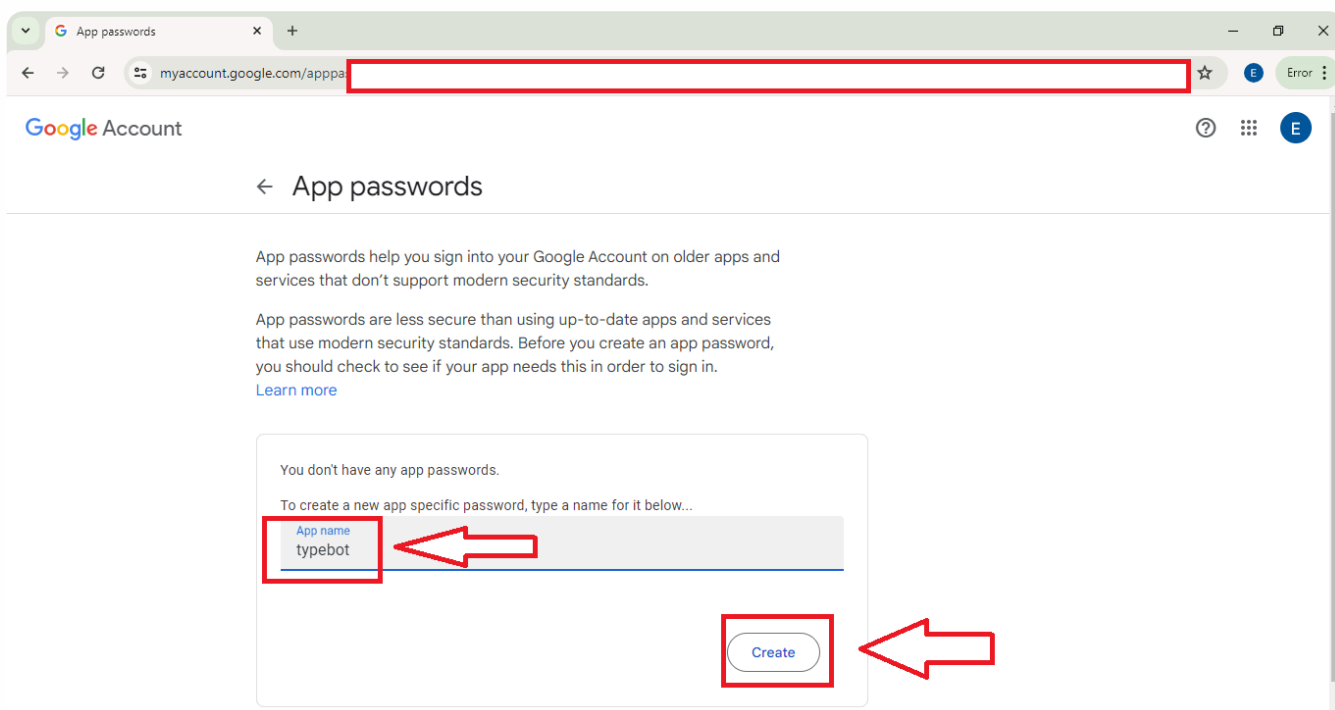 App passwords
myaccount.google.com/apppa
E
Error
Google Account
E
App passwords
App passwords help you sign into your Google Account on older apps and
services that don’t support modern security standards.
App passwords are less secure than using up-to-date apps and services
that use modern security standards. Before you create an app password,
you should check to see if your app needs this in order to sign in.
Learn more
You don't have any app passwords.
To create a new app specific password, type a name for it below...
App name
typebot
Create